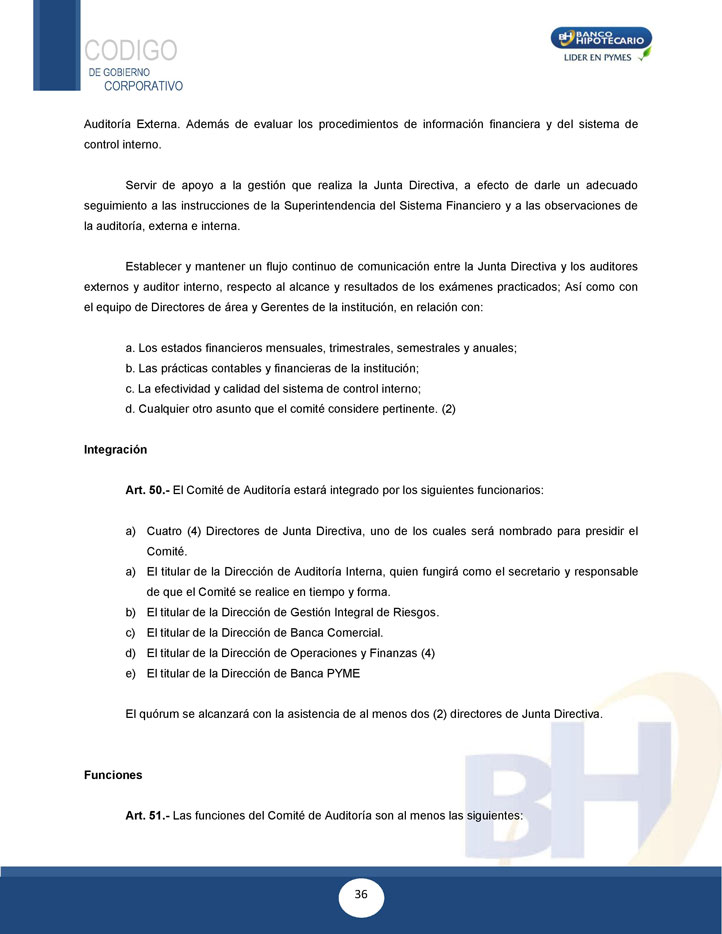 CODIGO
DE GOBIERNO
CORPORATIVO
BH BANCO
HIPOTECARIO
LIDER EN PYMES
Auditoría Externa. Además de evaluar los procedimientos de información financiera y del sistema de
control interno.
Servir de apoyo a la gestión que realiza la Junta Directiva, a efecto de darle un adecuado
seguimiento a las instrucciones de la Superintendencia del Sistema Financiero y a las observaciones de
la auditoría, externa e interna.
Establecer y mantener un flujo continuo de comunicación entre la Junta Directiva y los auditores
externos y auditor interno, respecto al alcance y resultados de los exámenes practicados; Así como con
el equipo de Directores de área y Gerentes de la institución, en relación con:
a. Los estados financieros mensuales, trimestrales, semestrales y anuales;
b. Las prácticas contables y financieras de la institución;
c. La efectividad y calidad del sistema de control interno;
d. Cualquier otro asunto que el comité considere pertinente. (2)
Integración
Art. 50.- El Comité de Auditoría estará integrado por los siguientes funcionarios:
a) Cuatro (4) Directores de Junta Directiva, uno de los cuales será nombrado para presidir el
Comité.
a) El titular de la Dirección de Auditoría Interna, quien fungirá como el secretario y responsable
de que el Comité se realice en tiempo y forma.
b) El titular de la Dirección de Gestión Integral de Riesgos.
c) El titular de la Dirección de Banca Comercial.
d) El titular de la Dirección de Operaciones y Finanzas (4)
e) El titular de la Dirección de Banca PYME
El quórum se alcanzará con la asistencia de al menos dos (2) directores de Junta Directiva.
Funciones
Art. 51.- Las funciones del Comité de Auditoría son al menos las siguientes:
BH
36